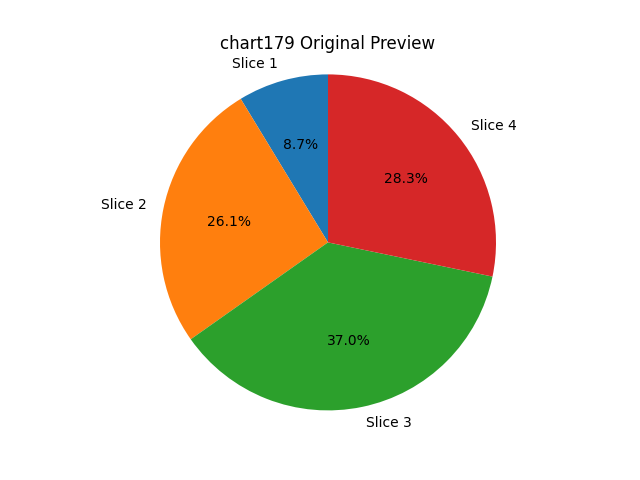 chart179 Original Preview
Slice 1
8.7%
Slice 4
28.3%
Slice 2
26.1%
37.0%
Slice 3